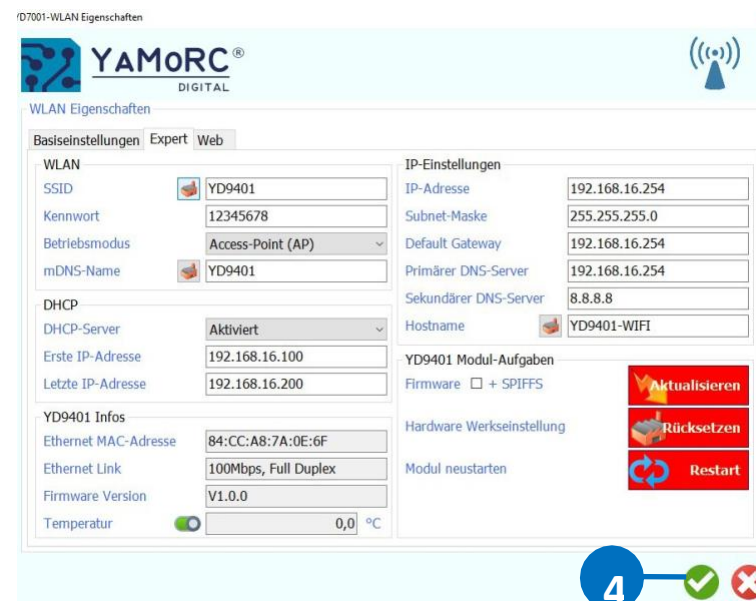 YD7001-WLAN Eigenschaften
YAMORC®
DIGITAL
WLAN Eigenschaften
Basiseinstellungen Expert Web
WLAN
SSID YD9401
Kennwort 12345678
Betriebsmodus Access-Point (AP)
mDNS-Name YD9401
DHCP
DHCP-Server Aktiviert
Erste IP-Adresse 192.168.16.100
Letzte IP-Adresse 192.168.16.200
YD9401 Infos
Ethernet MAC-Adresse 84:CC:A8:7A:0E:6F
Ethernet Link 100Mbps, Full Duplex
Firmware Version V1.0.0
Temperatur 0,0 °C
IP-Einstellungen
IP-Adresse 192.168.16.254
Subnet-Maske 255.255.255.0
Default Gateway 192.168.16.254
Primärer DNS-Server 192.168.16.254
Sekundärer DNS-Server 8.8.8.8
Hostname YD9401-WIFI
YD9401 Modul-Aufgaben
Firmware + SPIFFS Aktualisieren
Hardware Werkseinstellung Rücksetzen
Modul neustarten Restart
4